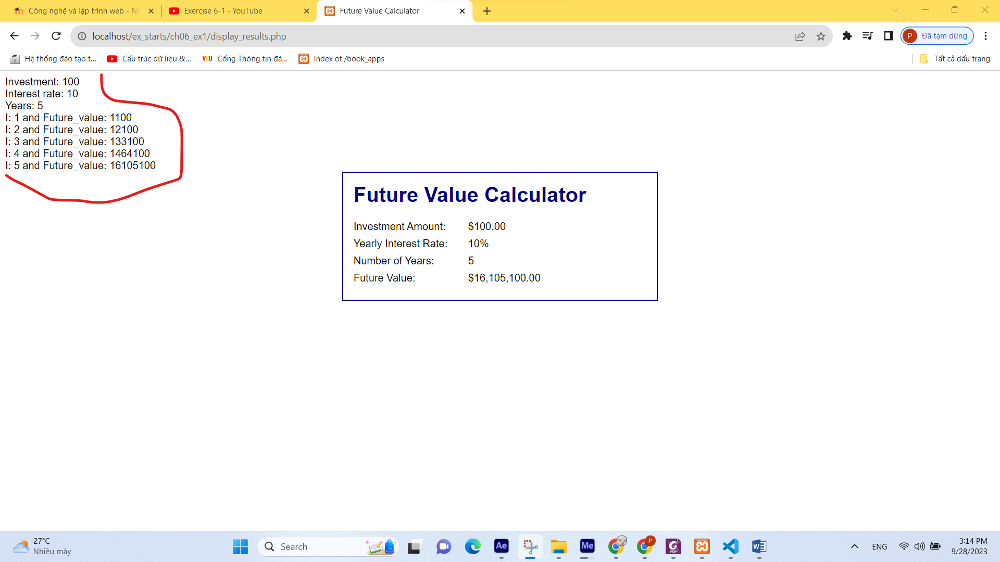 Công nghệ và lập trình web - NL
Exercise 6-1 - YouTube
Future Value Calculator
localhost/ex_starts/ch06_ex1/display_results.php
P
Đã tạm dừng
Hệ thống đào tạo t...
Cấu trúc dữ liệu &...
VKU
Cổng Thông tin đà...
Index of /book_apps
Tất cả dấu trang
Investment: 100
Interest rate: 10
Years: 5
I: 1 and Future_value: 1100
I: 2 and Future_value: 12100
I: 3 and Future_value: 133100
I: 4 and Future_value: 1464100
I: 5 and Future_value: 16105100
Future Value Calculator
Investment Amount: $100.00
Yearly Interest Rate: 10%
Number of Years: 5
Future Value: $16,105,100.00
27°C
Nhiều mây
Search
Ae
Me
P
PDF
ENG
3:14 PM
9/28/2023